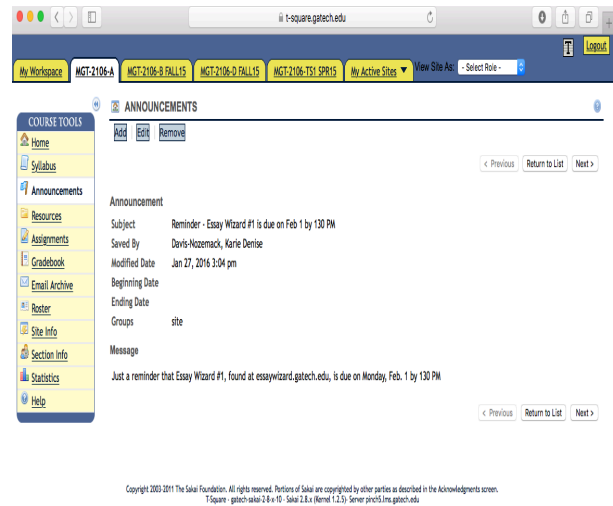 t-square.gatech.edu
Logout
My Workspace MGT-2106-A MGT-2106-B FALL15 MGT-2106-D FALL15 MGT-2106-TS1 SPR15 My Active Sites View Site As: - Select Role -
COURSE TOOLS
Home
Syllabus
Announcements
Resources
Assignments
Gradebook
Email Archive
Roster
Site Info
Section Info
Statistics
Help
ANNOUNCEMENTS
Add Edit Remove
< Previous Return to List Next >
Announcement
Subject Reminder - Essay Wizard #1 is due on Feb 1 by 130 PM
Saved By Davis-Nozemack, Karie Denise
Modified Date Jan 27, 2016 3:04 pm
Beginning Date
Ending Date
Groups site
Message
Just a reminder that Essay Wizard #1, found at essaywizard.gatech.edu, is due on Monday, Feb. 1 by 130 PM
< Previous Return to List Next >
Copyright 2003-2011 The Sakai Foundation. All rights reserved. Portions of Sakai are copyrighted by other parties as described in the Acknowledgments screen.
T-Square - gatech-sakai-2-8-x-10 - Sakai 2.8.x (Kernel 1.2.5)- Server pinch5.lms.gatech.edu